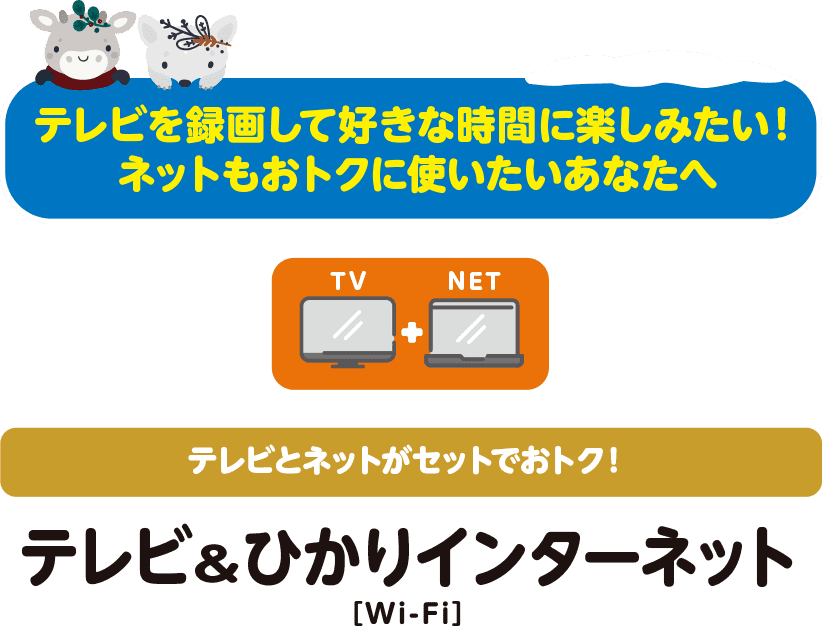 テレビを録画して好きな時間に楽しみたい!
ネットもおトクに使いたいあなたへ
TV
NET
テレビとネットがセットでおトク!
テレビ&ひかりインターネット
[Wi-Fi]